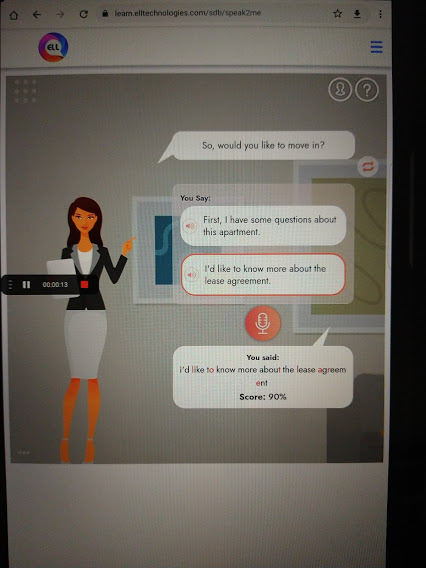 learn.elltechnologies.com/sdb/speak2me
ELL
So, would you like to move in?
You Say:
First, I have some questions about
this apartment.
I'd like to know more about the
lease agreement.
00:00:13
You said:
i'd like to know more about the lease agreem
ent
Score: 90%